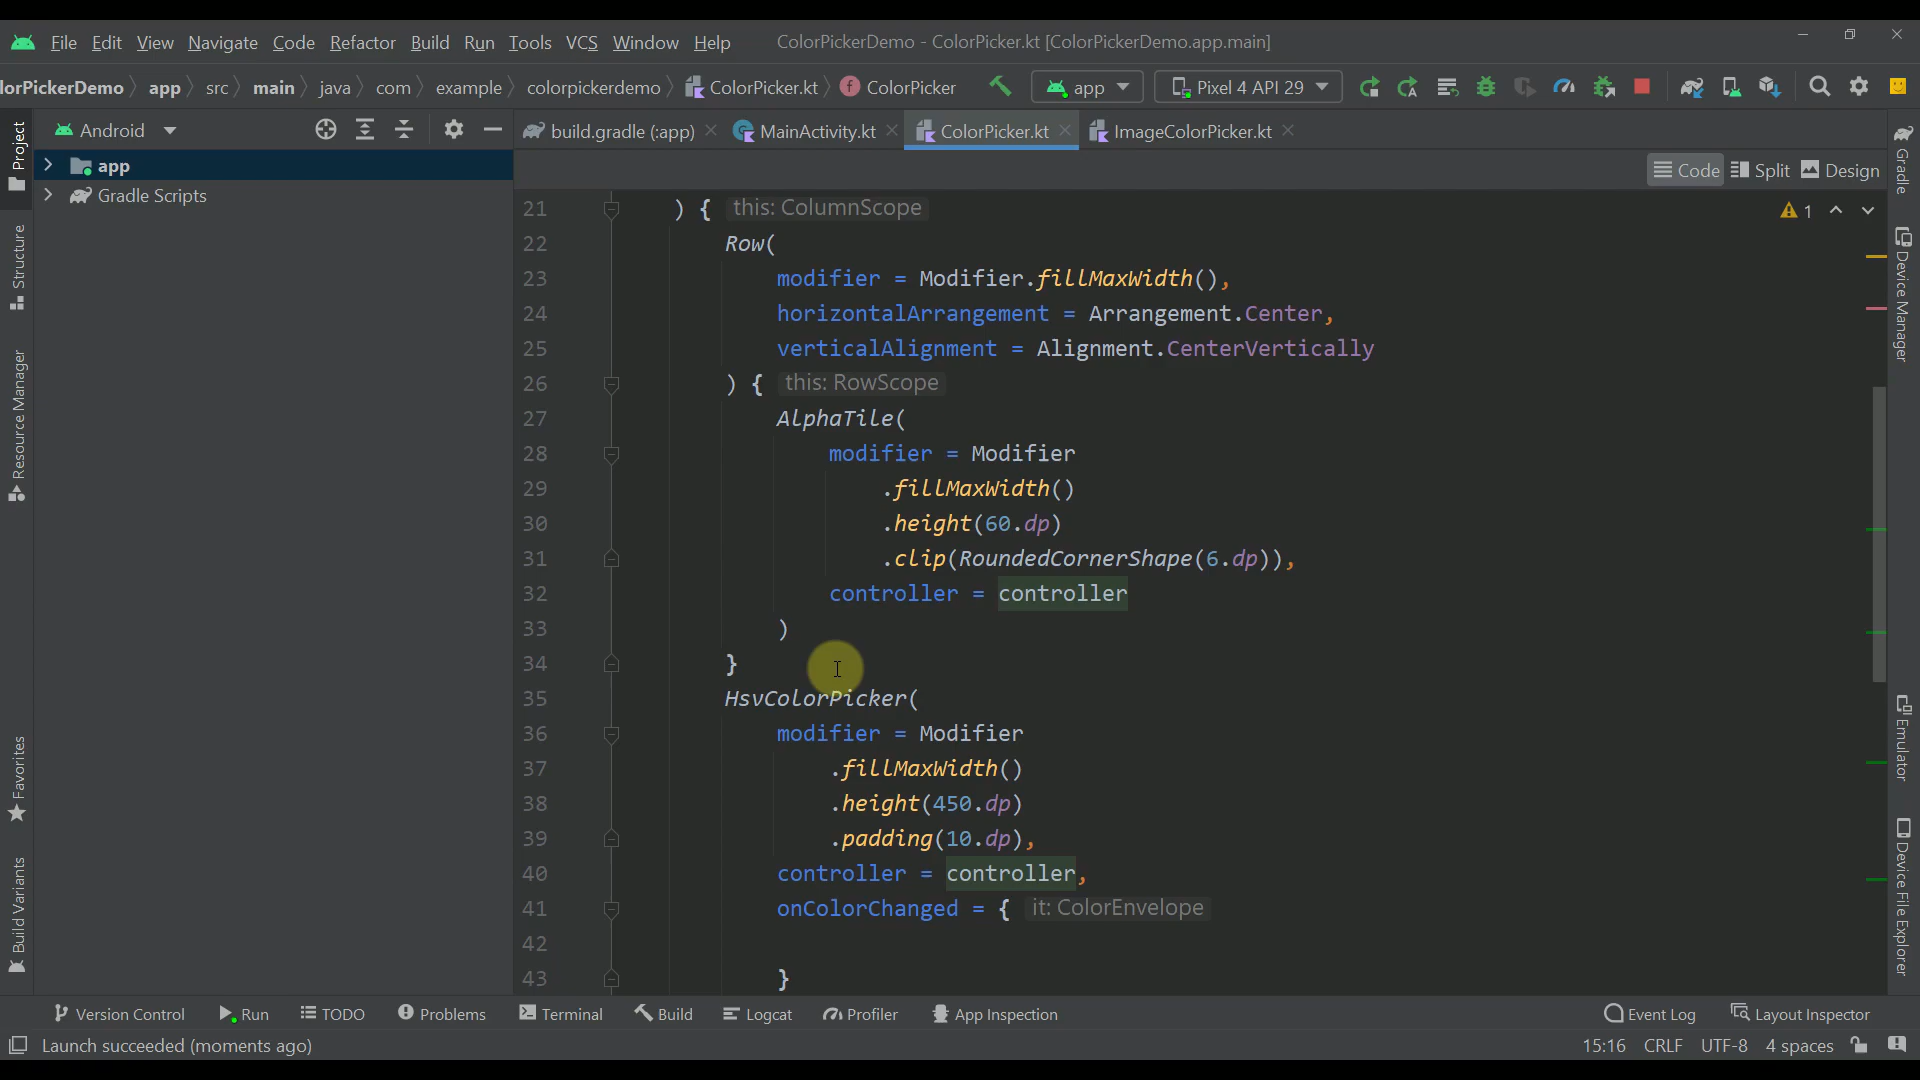 File Edit View Navigate Code Refactor Build Run Tools VCS Window Help ColorPickerDemo - ColorPicker.kt [ColorPickerDemo.app.main]
lorPickerDemo app src main java com example colorpickerdemo ColorPicker.kt ColorPicker app Pixel 4 API 29
Project
Structure
Resource Manager
Favorites
Build Variants
Android
app
Gradle Scripts
build.gradle (:app) MainActivity.kt ColorPicker.kt ImageColorPicker.kt
Code Split Design
1
21 ) { this: ColumnScope
22 Row(
23 modifier = Modifier.fillMaxWidth(),
24 horizontalArrangement = Arrangement.Center,
25 verticalAlignment = Alignment.CenterVertically
26 ) { this: RowScope
27 AlphaTile(
28 modifier = Modifier
29 .fillMaxWidth()
30 .height(60.dp)
31 .clip(RoundedCornerShape(6.dp)),
32 controller = controller
33 )
34 }
35 HsvColorPicker(
36 modifier = Modifier
37 .fillMaxWidth()
38 .height(450.dp)
39 .padding(10.dp),
40 controller = controller,
41 onColorChanged = { it: ColorEnvelope
42
43 }
Gradle
Device Manager
Emulator
Device File Explorer
Version Control Run TODO Problems Terminal Build Logcat Profiler App Inspection Event Log Layout Inspector
Launch succeeded (moments ago) 15:16 CRLF UTF-8 4 spaces